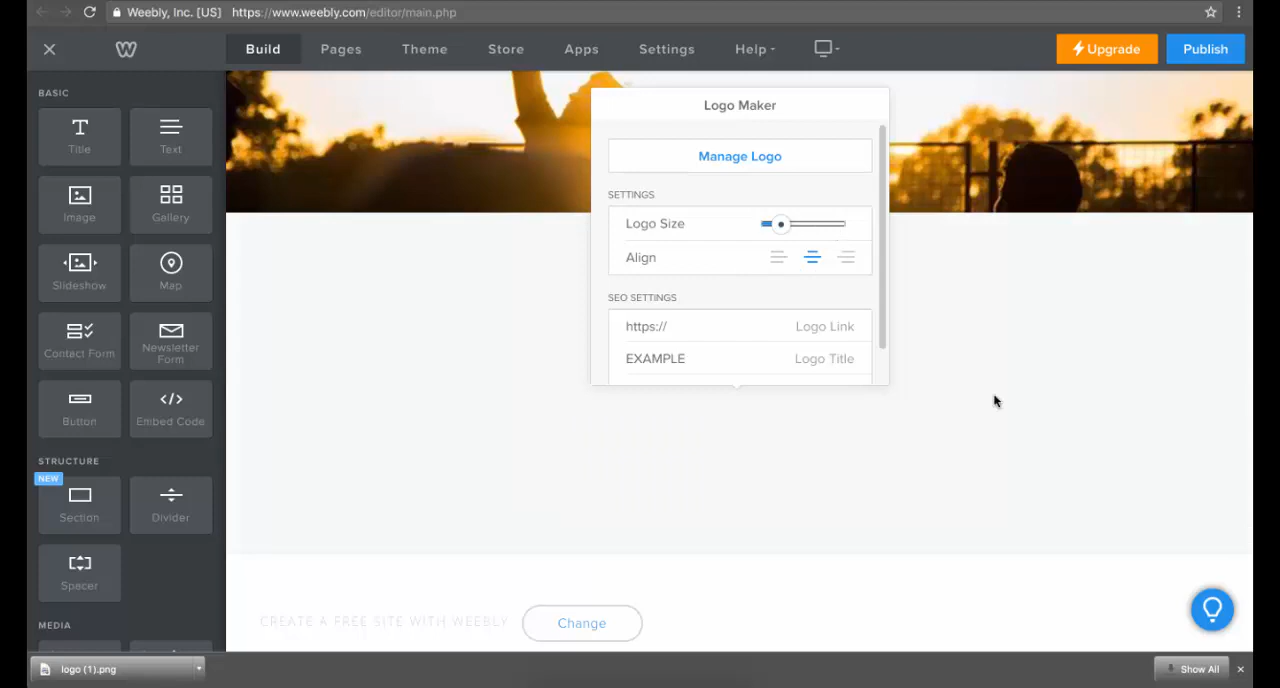 Weebly, Inc. [US] https://www.weebly.com/editor/main.php
Build Pages Theme Store Apps Settings Help Upgrade Publish
BASIC
Title Text
Image Gallery
Slideshow Map
Contact Form Newsletter Form
Button Embed Code
STRUCTURE
NEW
Section Divider
Spacer
MEDIA
Logo Maker
Manage Logo
SETTINGS
Logo Size
Align
SEO SETTINGS
https:// Logo Link
EXAMPLE Logo Title
CREATE A FREE SITE WITH WEEBLY Change
logo (1).png Show All